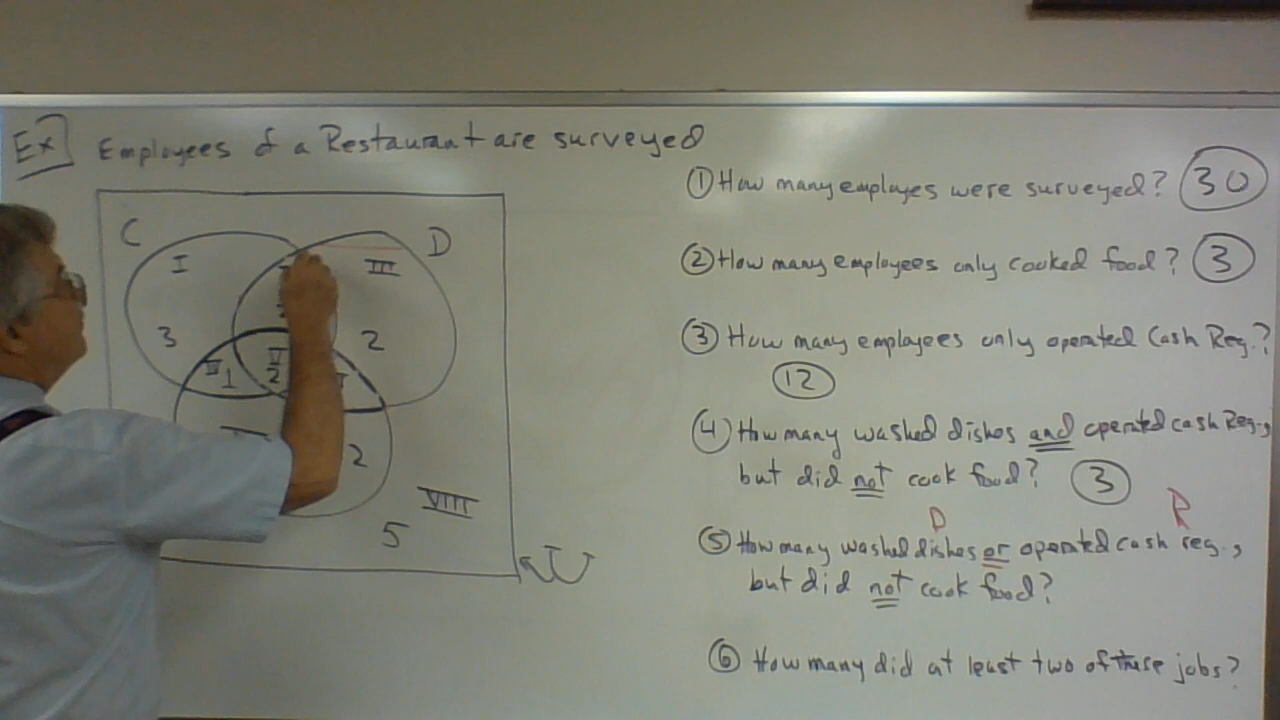 Ex Employees of a Restaurant are surveyed
C
D
I
III
3
2
IV 1
V
2
2
VIII
5
U
① How many employes were surveyed? 30
② How many employees only cooked food? 3
③ How many employees only operated Cash Reg.?
12
④ How many washed dishes and operated cash Reg.,
but did not cook food? 3
D R
⑤ How many washed dishes or operated cash reg.,
but did not cook food?
⑥ How many did at least two of these jobs?